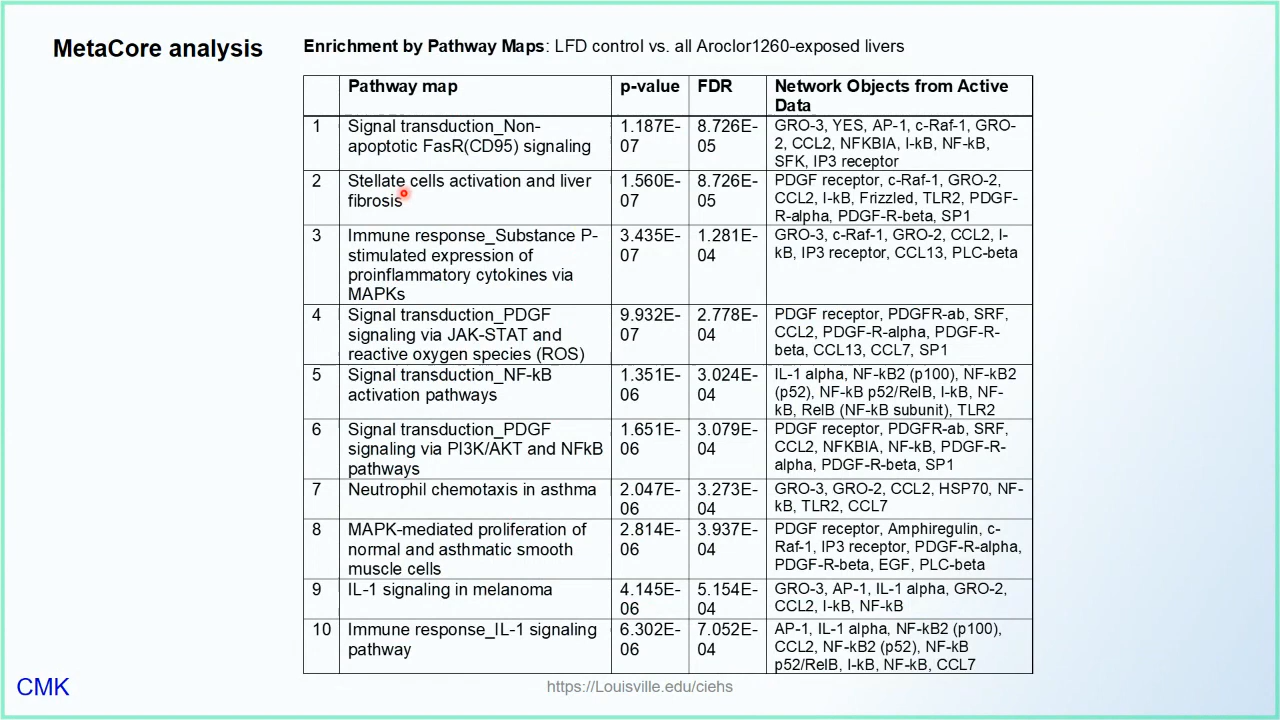 MetaCore analysis
Enrichment by Pathway Maps: LFD control vs. all Aroclor1260-exposed livers
Pathway map p-value FDR Network Objects from Active
Data
1 Signal transduction_Non- 1.187E- 8.726E- GRO-3, YES, AP-1, c-Raf-1, GRO-
apoptotic FasR(CD95) signaling 07 05 2, CCL2, NFKBIA, I-kB, NF-kB,
SFK, IP3 receptor
2 Stellate cells activation and liver 1.560E- 8.726E- PDGF receptor, c-Raf-1, GRO-2,
fibrosis 07 05 CCL2, I-kB, Frizzled, TLR2, PDGF-
R-alpha, PDGF-R-beta, SP1
3 Immune response_Substance P- 3.435E- 1.281E- GRO-3, c-Raf-1, GRO-2, CCL2, I-
stimulated expression of 07 04 kB, IP3 receptor, CCL13, PLC-beta
proinflammatory cytokines via
MAPKs
4 Signal transduction_PDGF 9.932E- 2.778E- PDGF receptor, PDGFR-ab, SRF,
signaling via JAK-STAT and 07 04 CCL2, PDGF-R-alpha, PDGF-R-
reactive oxygen species (ROS) beta, CCL13, CCL7, SP1
5 Signal transduction_NF-kB 1.351E- 3.024E- IL-1 alpha, NF-kB2 (p100), NF-kB2
activation pathways 06 04 (p52), NF-kB p52/RelB, I-kB, NF-
kB, RelB (NF-kB subunit), TLR2
6 Signal transduction_PDGF 1.651E- 3.079E- PDGF receptor, PDGFR-ab, SRF,
signaling via PI3K/AKT and NFkB 06 04 CCL2, NFKBIA, NF-kB, PDGF-R-
pathways alpha, PDGF-R-beta, SP1
7 Neutrophil chemotaxis in asthma 2.047E- 3.273E- GRO-3, GRO-2, CCL2, HSP70, NF-
06 04 kB, TLR2, CCL7
8 MAPK-mediated proliferation of 2.814E- 3.937E- PDGF receptor, Amphiregulin, c-
normal and asthmatic smooth 06 04 Raf-1, IP3 receptor, PDGF-R-alpha,
muscle cells PDGF-R-beta, EGF, PLC-beta
9 IL-1 signaling in melanoma 4.145E- 5.154E- GRO-3, AP-1, IL-1 alpha, GRO-2,
06 04 CCL2, I-kB, NF-kB
10 Immune response_IL-1 signaling 6.302E- 7.052E- AP-1, IL-1 alpha, NF-kB2 (p100),
pathway 06 04 CCL2, NF-kB2 (p52), NF-kB
p52/RelB, I-kB, NF-kB, CCL7
CMK
https://Louisville.edu/ciehs